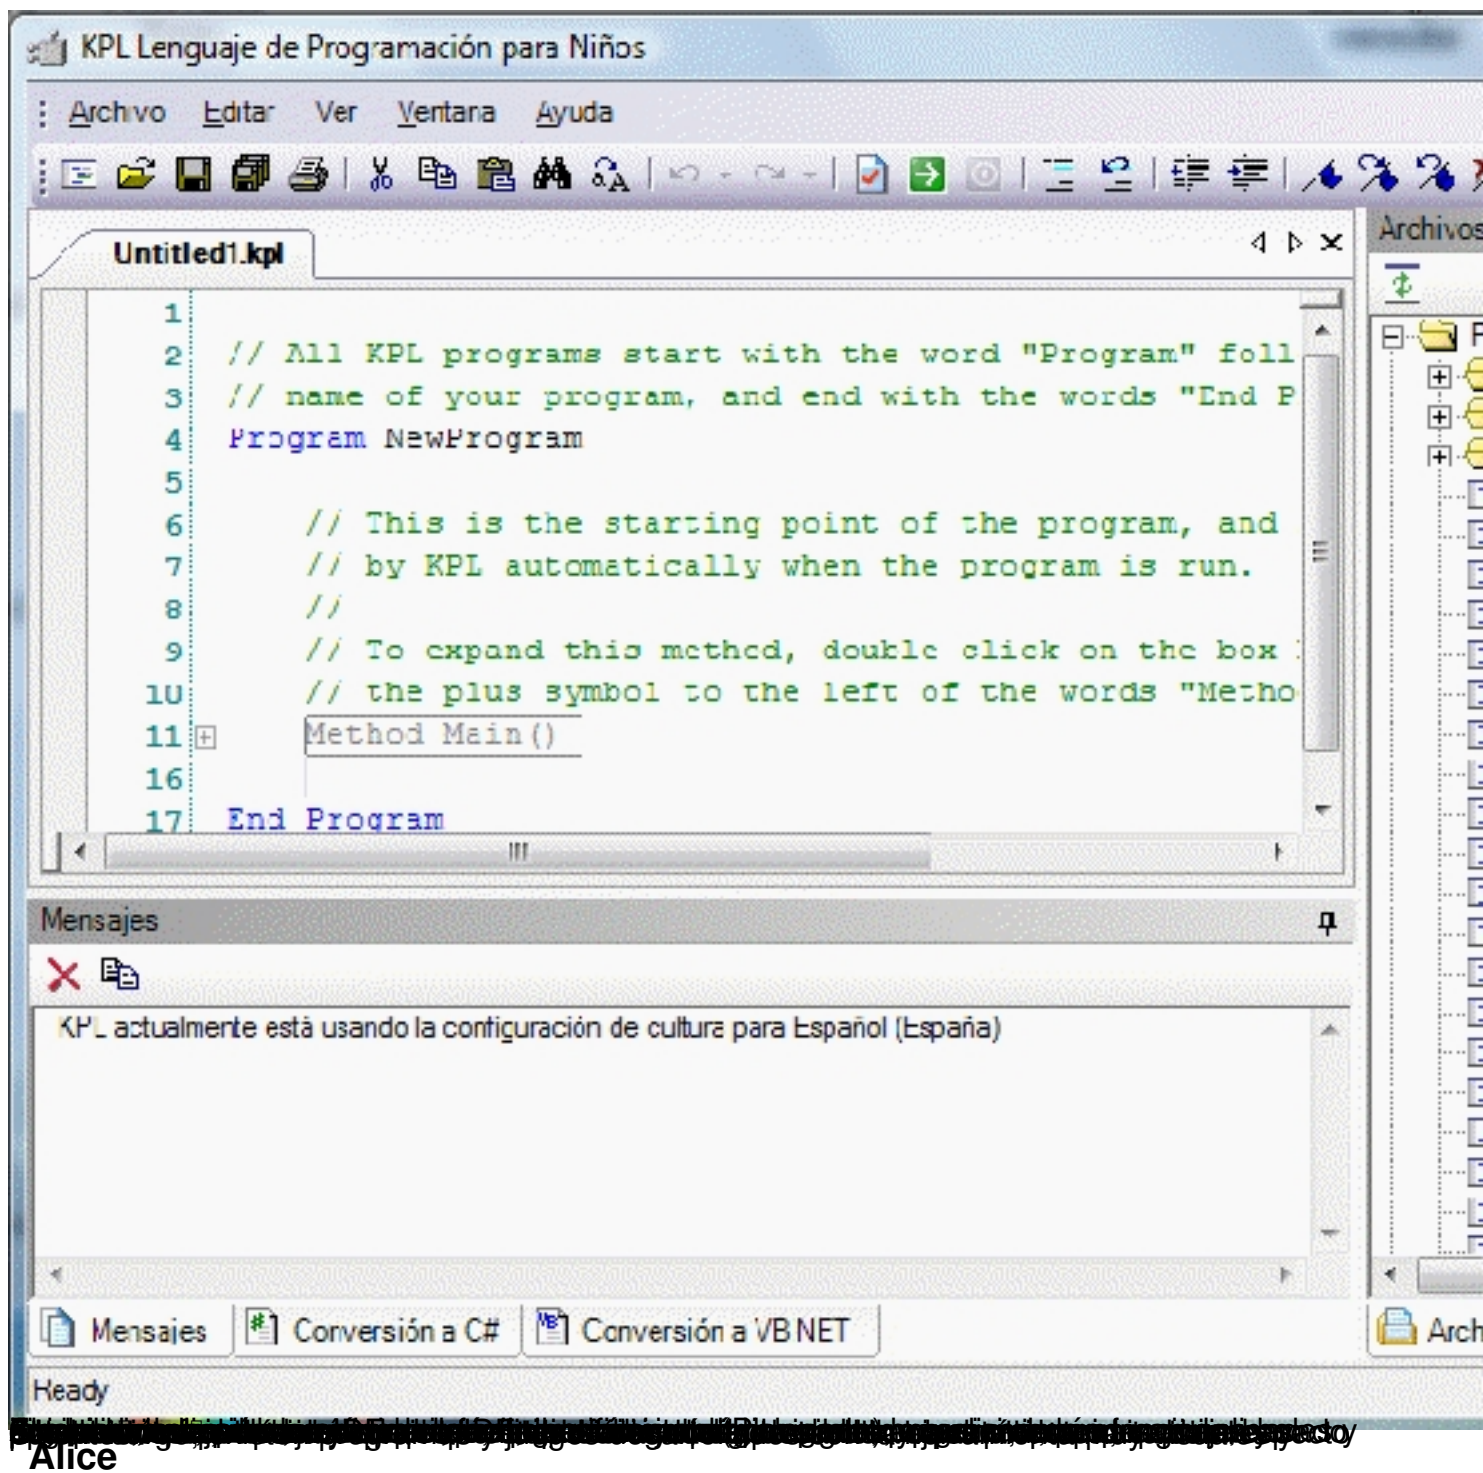 KPL Lenguaje de Programación para Niños
Archivo Editar Ver Ventana Ayuda
Untitled1.kpl
Archivos
1
2 // All KPL programs start with the word "Program" foll
3 // name of your program, and end with the words "End P
4 Program NewProgram
5
6 // This is the starting point of the program, and
7 // by KPL automatically when the program is run.
8 //
9 // To expand this method, double click on the box
10 // the plus symbol to the left of the words "Metho
11 Method Main()
16
17 End Program
Mensajes
KPL actualmente está usando la configuración de cultura para Español (España)
Mensajes Conversión a C# Conversión a VB NET
Arch
Ready
Alice